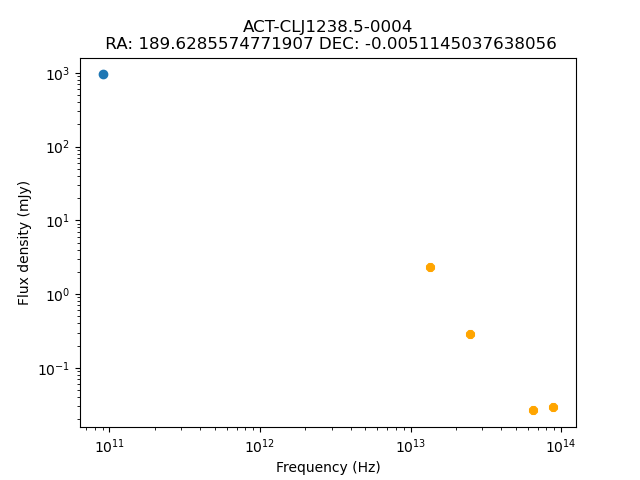 ACT-CLJ1238.5-0004
RA: 189.6285574771907 DEC: -0.0051145037638056
Flux density (mJy)
10³
10²
10¹
10⁰
10⁻¹
10¹¹
10¹²
10¹³
10¹⁴
Frequency (Hz)